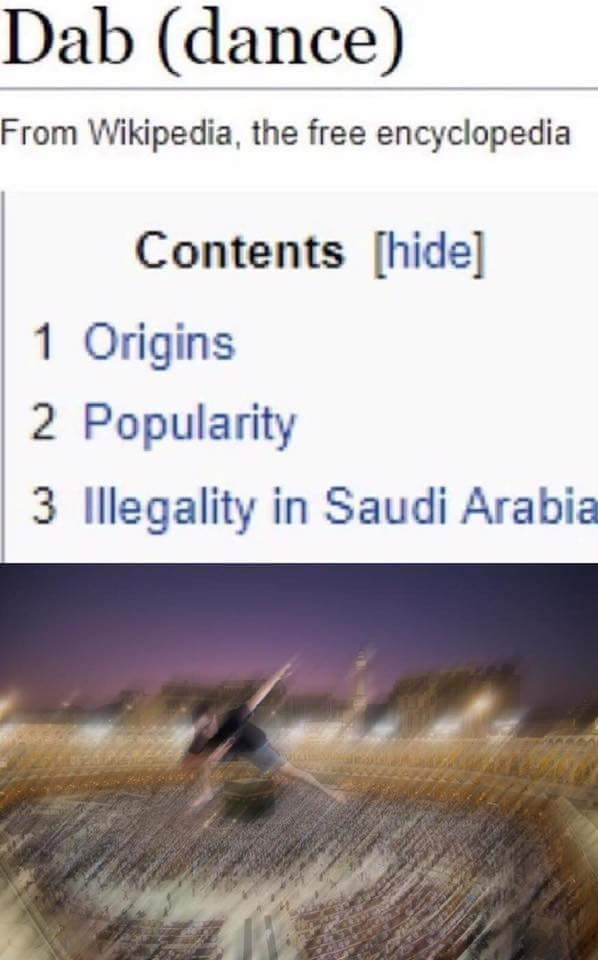 Dab (dance)
From Wikipedia, the free encyclopedia
Contents [hide]
1 Origins
2 Popularity
3 Illegality in Saudi Arabia